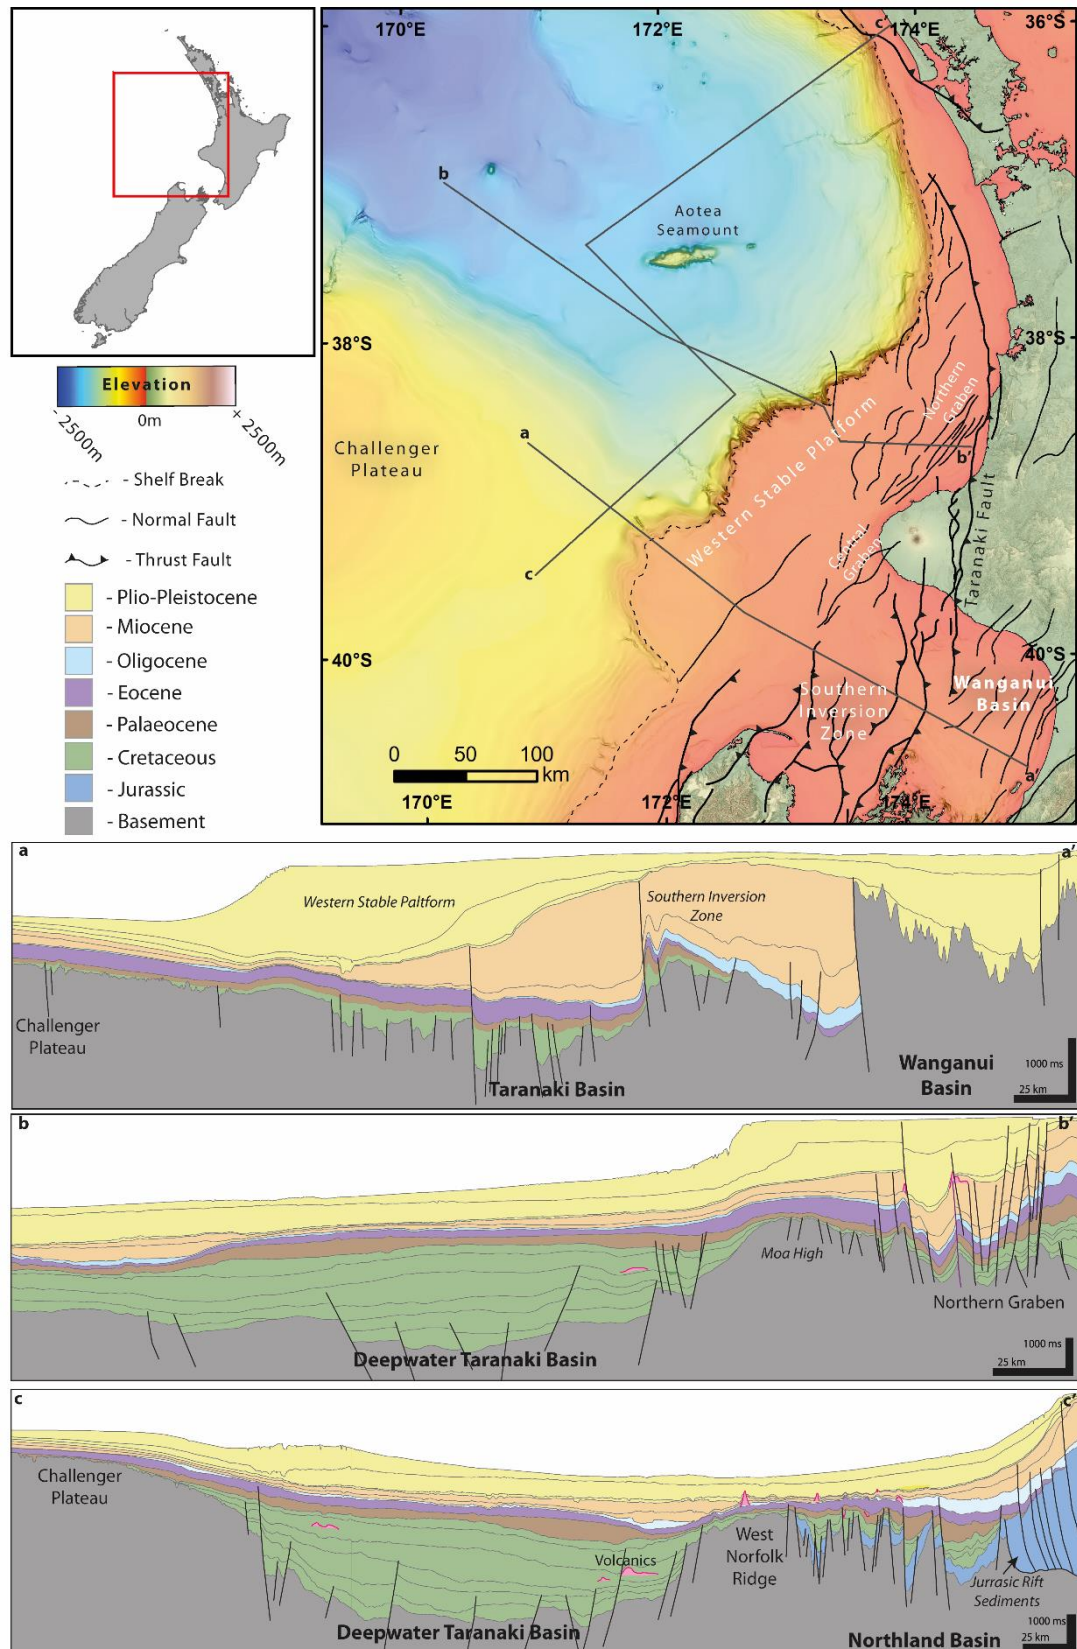 170°E
172°E
c'
174°E
36°S
b
Aotea
Seamount
38°S
38°S
Elevation
- 2500m
0m
+ 2500m
Challenger
Plateau
a
Western Stable Platform
Northern
Graben
b'
Central
Graben
Taranaki Fault
c
- Shelf Break
- Normal Fault
- Thrust Fault
- Plio-Pleistocene
- Miocene
- Oligocene
- Eocene
- Palaeocene
- Cretaceous
- Jurassic
- Basement
40°S
40°S
Southern
Inversion
Zone
Wanganui
Basin
0 50 100
km
a'
170°E
172°E
174°E
a
a'
Western Stable Paltform
Southern Inversion
Zone
Challenger
Plateau
Taranaki Basin
Wanganui
Basin
1000 ms
25 km
b
b'
Moa High
Northern Graben
Deepwater Taranaki Basin
1000 ms
25 km
c
c'
Challenger
Plateau
Volcanics
West
Norfolk
Ridge
Jurrasic Rift
Sediments
Deepwater Taranaki Basin
Northland Basin
1000 ms
25 km